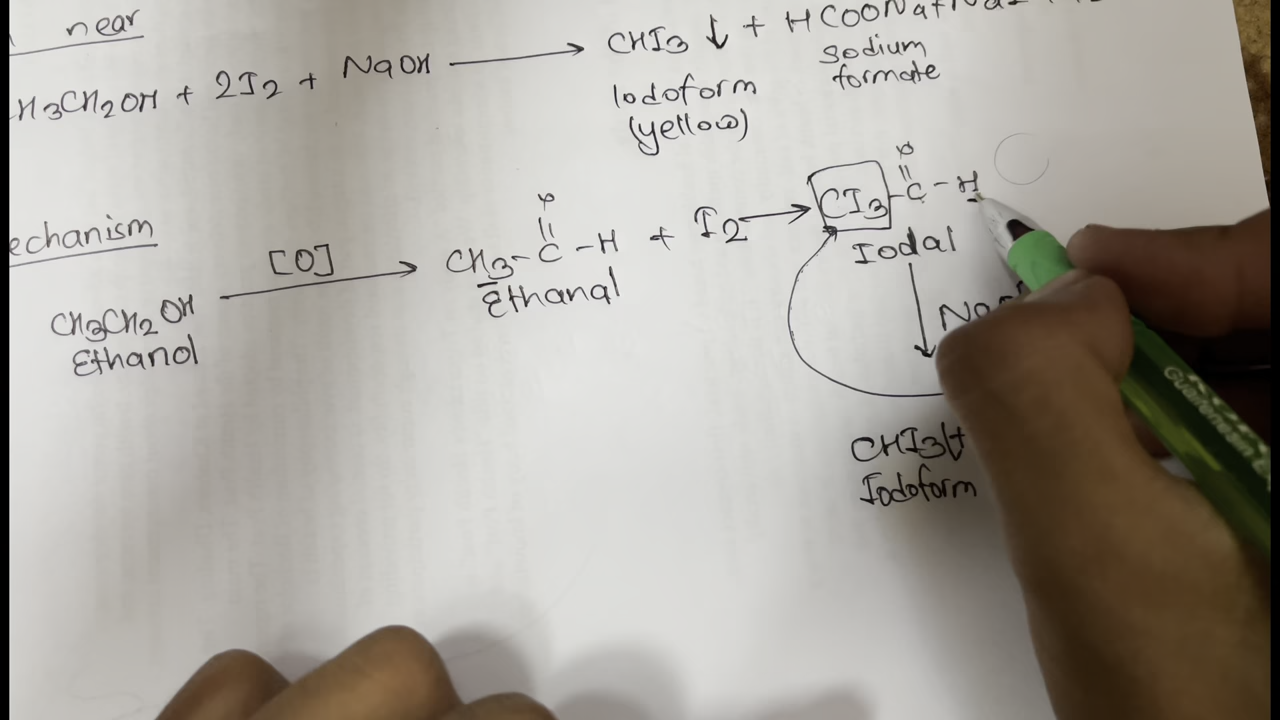 near
H3CH2OH + 2I2 + NaOH ⟶ CHI3 ↓ + HCOONa + NaI
Iodoform
(yellow)
Sodium
formate
echanism
CH3CH2OH
Ethanol
[O]
O
CH3-C-H + I2 ⟶
Ethanal
O
CI3-C-H
Iodal
CHI3↓+
Iodoform